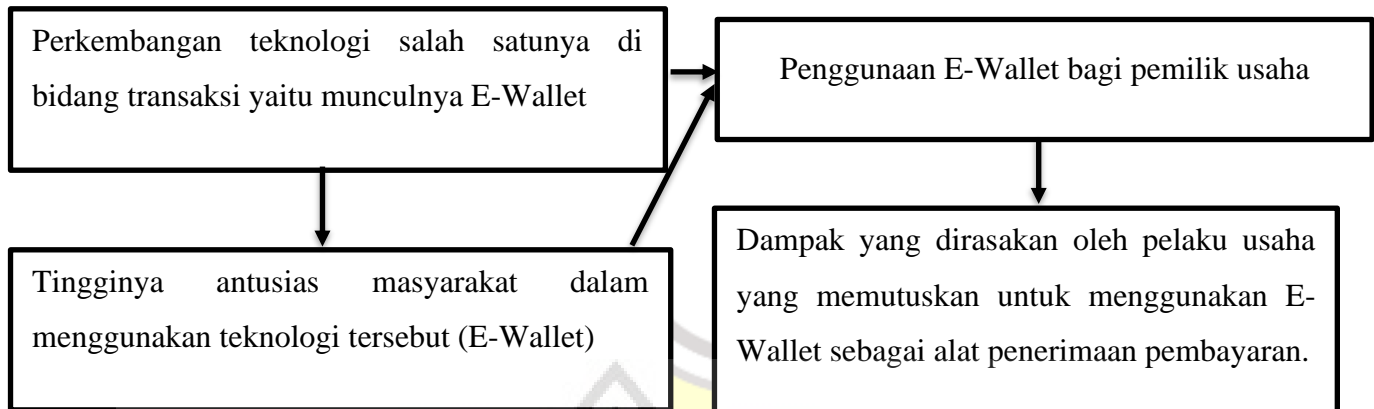 Perkembangan teknologi salah satunya di
bidang transaksi yaitu munculnya E-Wallet
Penggunaan E-Wallet bagi pemilik usaha
Tingginya antusias masyarakat dalam
menggunakan teknologi tersebut (E-Wallet)
Dampak yang dirasakan oleh pelaku usaha
yang memutuskan untuk menggunakan E-
Wallet sebagai alat penerimaan pembayaran.